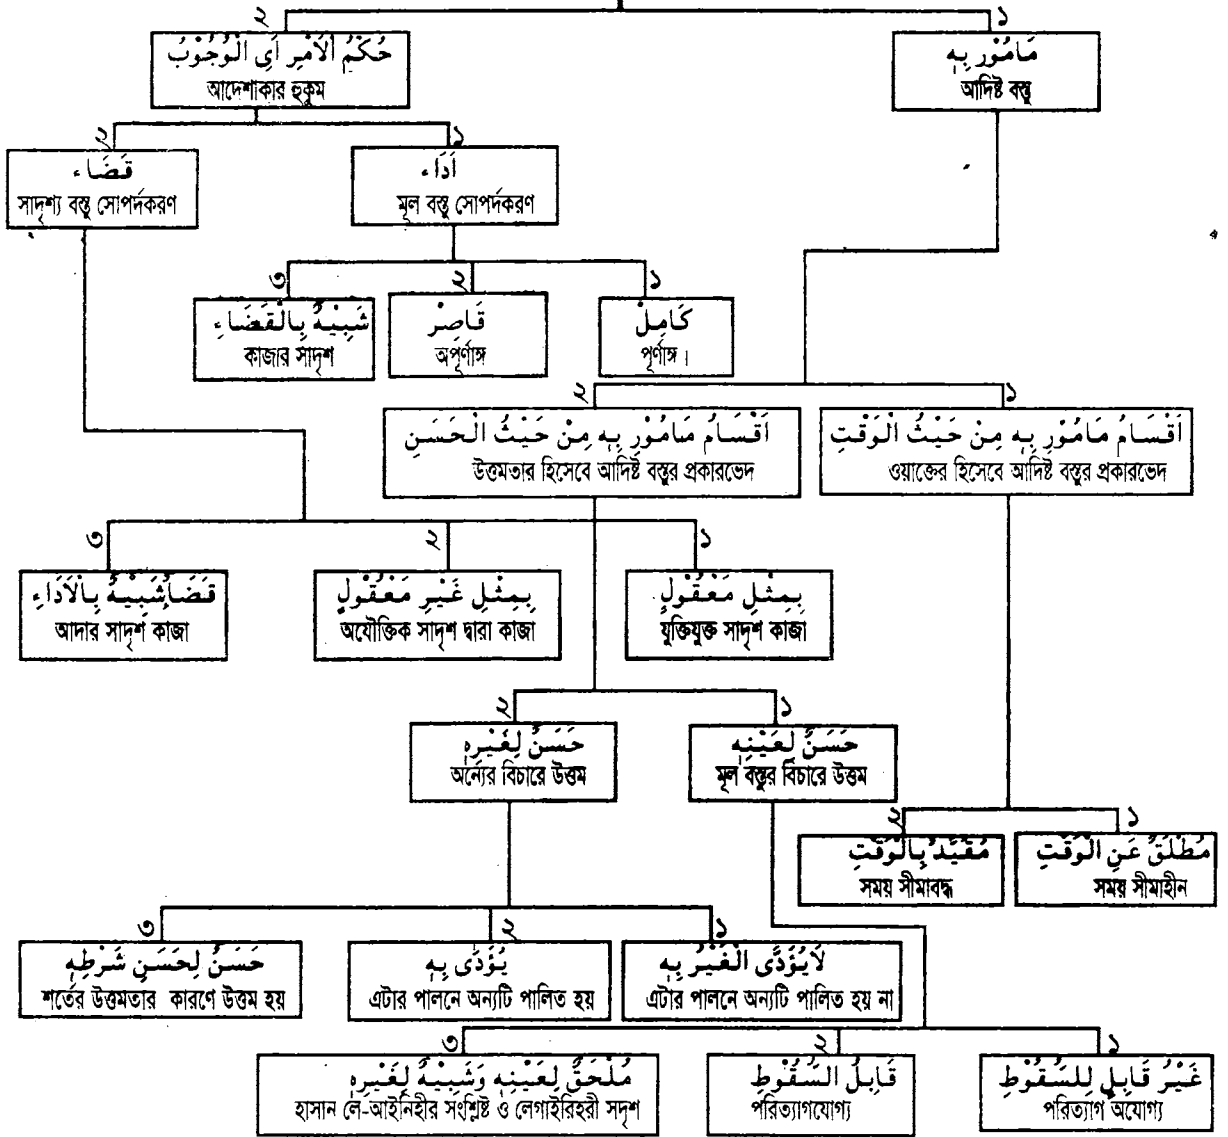 ২ ১
حُكْمُ الْاَمْرِ اَىِ الْوُجُوْبُ
আদেশাকার হুকুম
مَامُوْر بِهٖ
আদিষ্ট বস্তু
২ ১
قَضَاء
সাদৃশ্য বস্তু সোপর্দকরণ
اَدَاء
মূল বস্তু সোপর্দকরণ
৩ ২ ১
شَبِيْهٌ بِالْقَضَاءِ
কাজার সাদৃশ
قَاصِرْ
অপূর্ণাঙ্গ
كَامِلْ
পূর্ণাঙ্গ।
২ ১
اَقْسَامُ مَامُوْرِ بِهٖ مِنْ حَيْثُ الْحَسَنِ
উত্তমতার হিসেবে আদিষ্ট বস্তুর প্রকারভেদ
اَقْسَامُ مَامُوْرِ بِهٖ مِنْ حَيْثُ الْوَقْتِ
ওয়াক্তের হিসেবে আদিষ্ট বস্তুর প্রকারভেদ
৩ ২ ১
قَضَاءٌشَبِيْهٌ بِالْاَدَاءِ
আদার সাদৃশ কাজা
بِمِثْلِ غَيْرِ مَعْقُوْلٍ
অযৌক্তিক সাদৃশ দ্বারা কাজা
بِمِثْلِ مَعْقُوْلٍ
যুক্তিযুক্ত সাদৃশ কাজা
২ ১
حَسَنٌ لِغَيْرِهٖ
অন্যের বিচারে উত্তম
حَسَنٌ لِعَيْنِهٖ
মূল বস্তুর বিচারে উত্তম
২ ১
مُقَيَّدٌ بِالْوَقْتِ
সময় সীমাবদ্ধ
مُطْلَقٌ عَنِ الْوَقْتِ
সময় সীমাহীন
৩ ২ ১
حَسَنٌ لِحَسَنِ شَرْطِهٖ
শর্তের উত্তমতার কারণে উত্তম হয়
يُؤَدّٰى بِهٖ
এটার পালনে অন্যটি পালিত হয়
لَايُؤَدَّى الْغَيْرُ بِهٖ
এটার পালনে অন্যটি পালিত হয় না
৩ ২ ১
مُلْحَقٌ لِعَيْنِهٖ وَشَبِيْهٌ لِغَيْرِهٖ
হাসান লে-আইনিহীর সংশ্লিষ্ট ও লেগাইরিহরী সদৃশ
قَابِلُ السُّقُوْطِ
পরিত্যাগযোগ্য
غَيْرُ قَابِلٍ لِلسُّقُوْطِ
পরিত্যাগ অযোগ্য